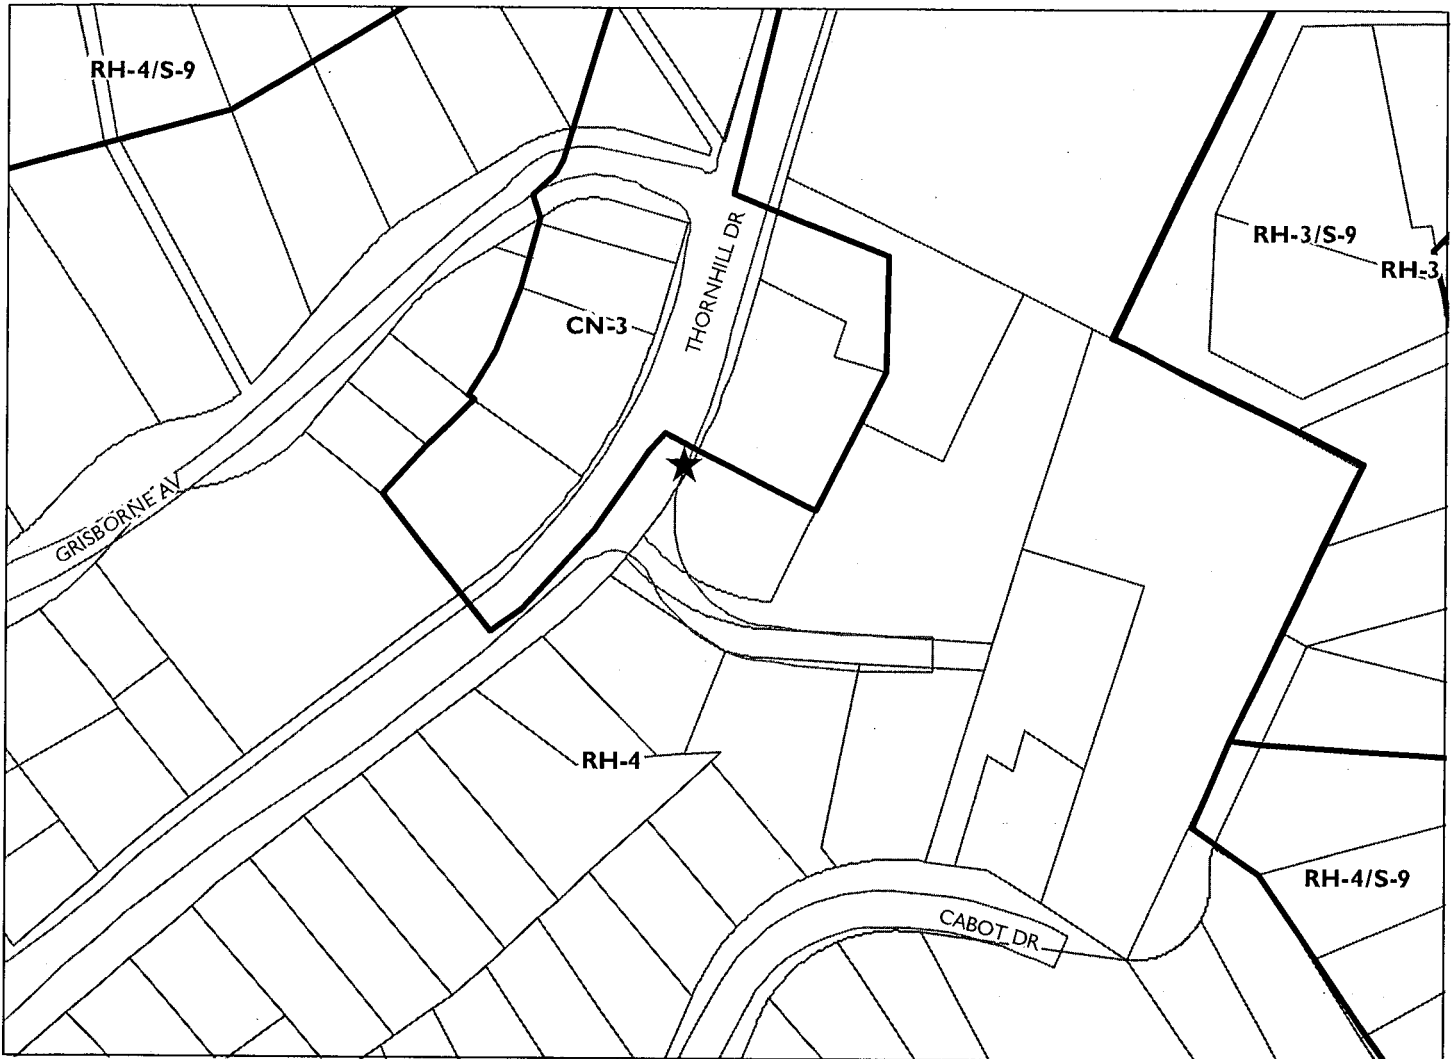 RH-4/S-9
THORNHILL DR
RH-3/S-9
RH-3
CN-3
GRISBORNE AV
RH-4
RH-4/S-9
CABOT DR